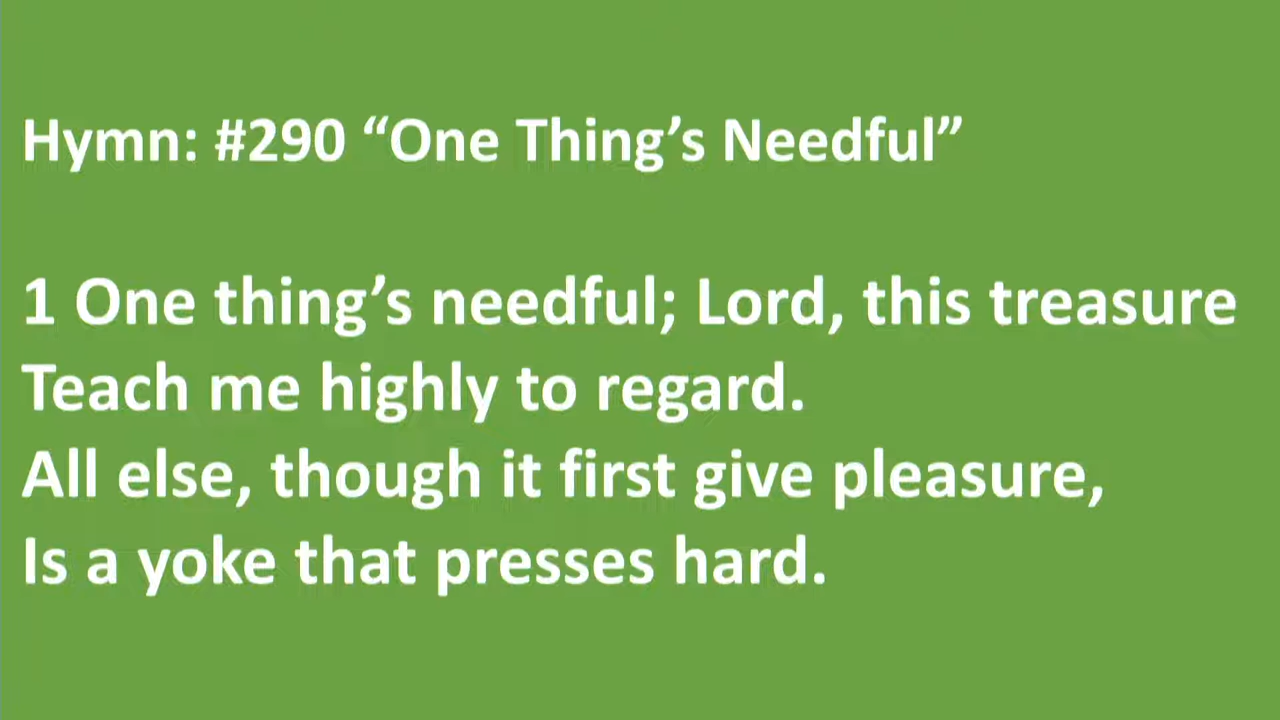 Hymn: #290 “One Thing’s Needful”
1 One thing’s needful; Lord, this treasure
Teach me highly to regard.
All else, though it first give pleasure,
Is a yoke that presses hard.